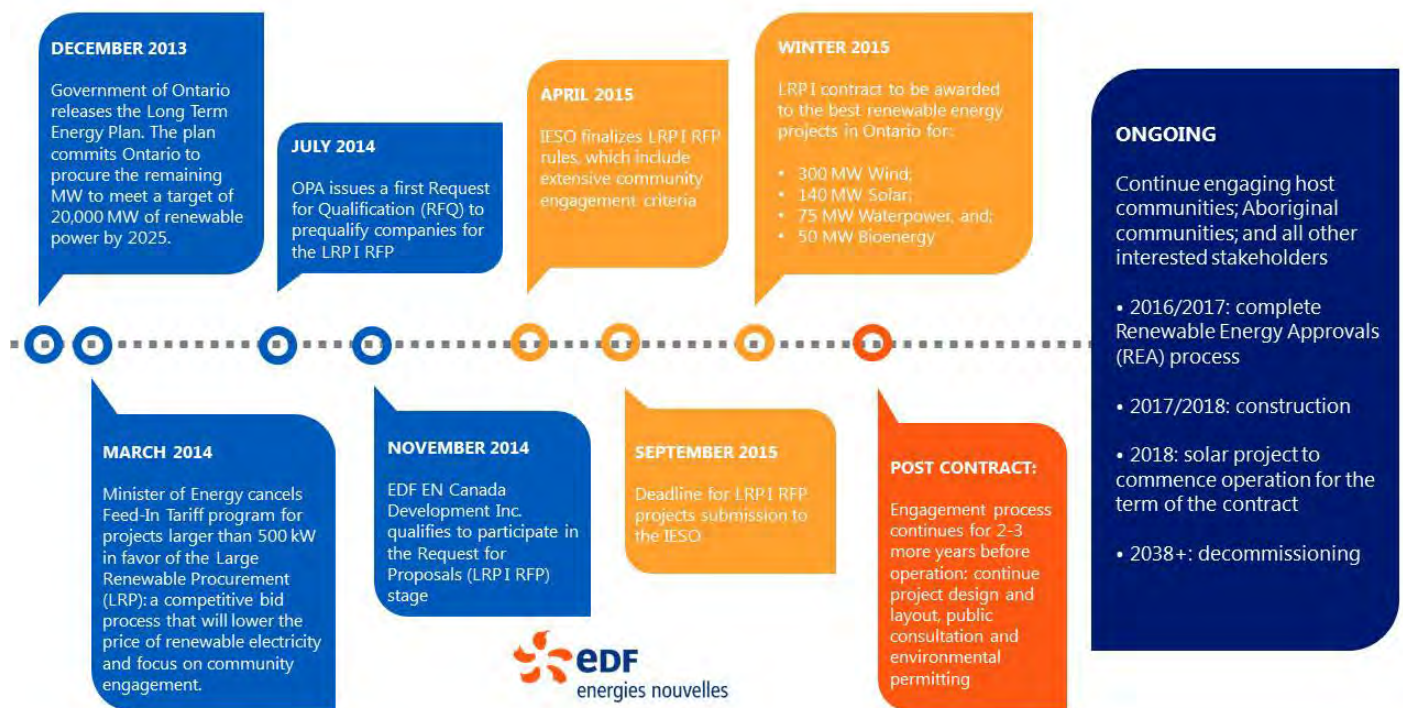 DECEMBER 2013
Government of Ontario
releases the Long Term
Energy Plan. The plan
commits Ontario to
procure the remaining
MW to meet a target of
20,000 MW of renewable
power by 2025.
MARCH 2014
Minister of Energy cancels
Feed-In Tariff program for
projects larger than 500 kW
in favor of the Large
Renewable Procurement
(LRP): a competitive bid
process that will lower the
price of renewable electricity
and focus on community
engagement.
JULY 2014
OPA issues a first Request
for Qualification (RFQ) to
prequalify companies for
the LRP I RFP
NOVEMBER 2014
EDF EN Canada
Development Inc.
qualifies to participate in
the Request for
Proposals (LRP I RFP)
stage
APRIL 2015
IESO finalizes LRP I RFP
rules, which include
extensive community
engagement criteria
SEPTEMBER 2015
Deadline for LRP I RFP
projects submission to
the IESO
WINTER 2015
LRP I contract to be awarded
to the best renewable energy
projects in Ontario for:
• 300 MW Wind;
• 140 MW Solar;
• 75 MW Waterpower, and;
• 50 MW Bioenergy
POST CONTRACT:
Engagement process
continues for 2-3
more years before
operation: continue
project design and
layout, public
consultation and
environmental
permitting
ONGOING
Continue engaging host
communities; Aboriginal
communities; and all other
interested stakeholders
• 2016/2017: complete
Renewable Energy Approvals
(REA) process
• 2017/2018: construction
• 2018: solar project to
commence operation for the
term of the contract
• 2038+: decommissioning
eDF
energies nouvelles